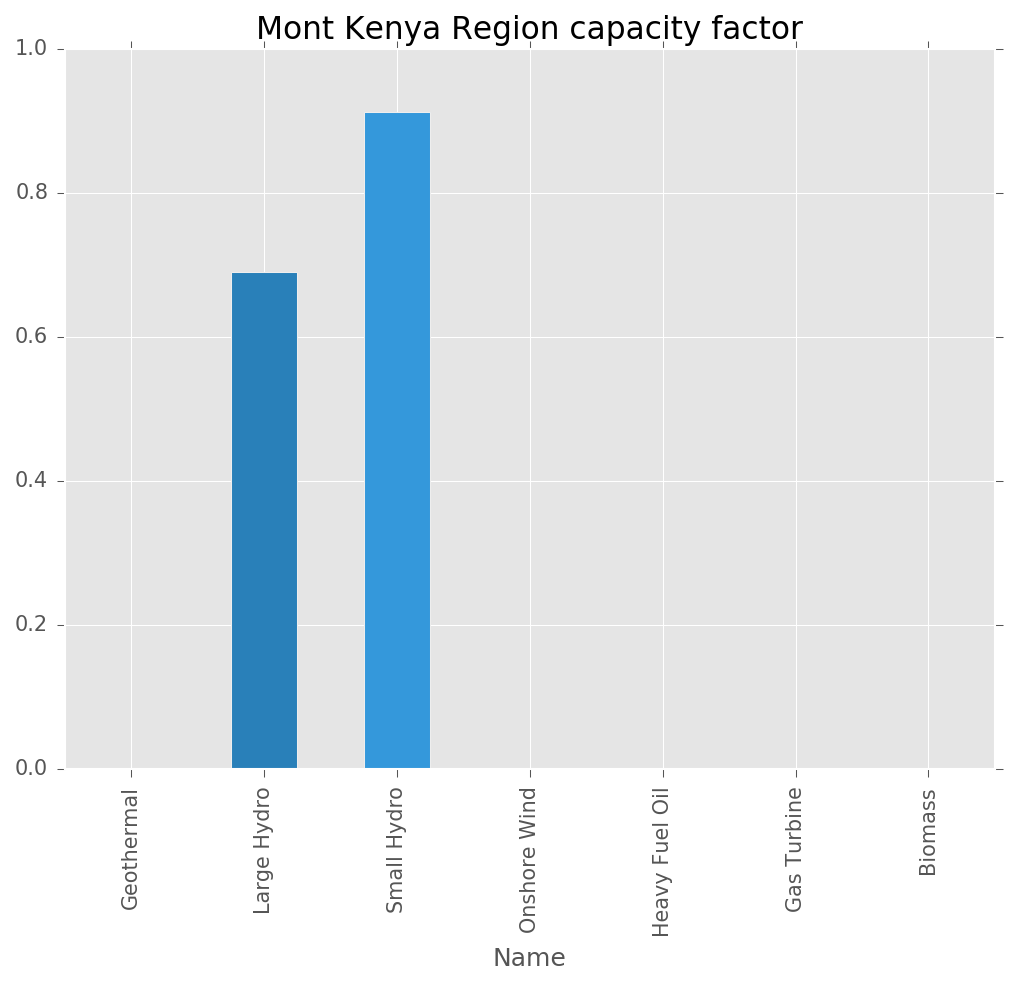 Mont Kenya Region capacity factor
1.0
0.8
0.6
0.4
0.2
0.0
Geothermal
Large Hydro
Small Hydro
Onshore Wind
Heavy Fuel Oil
Gas Turbine
Biomass
Name